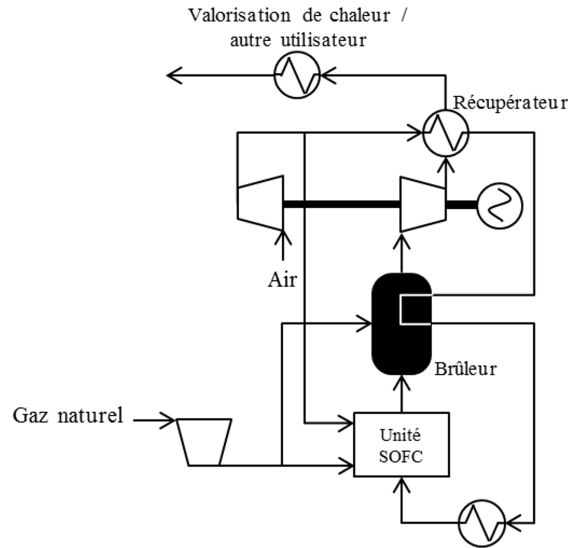 Valorisation de chaleur /
autre utilisateur
Récupérateur
Air
Brûleur
Gaz naturel
Unité
SOFC